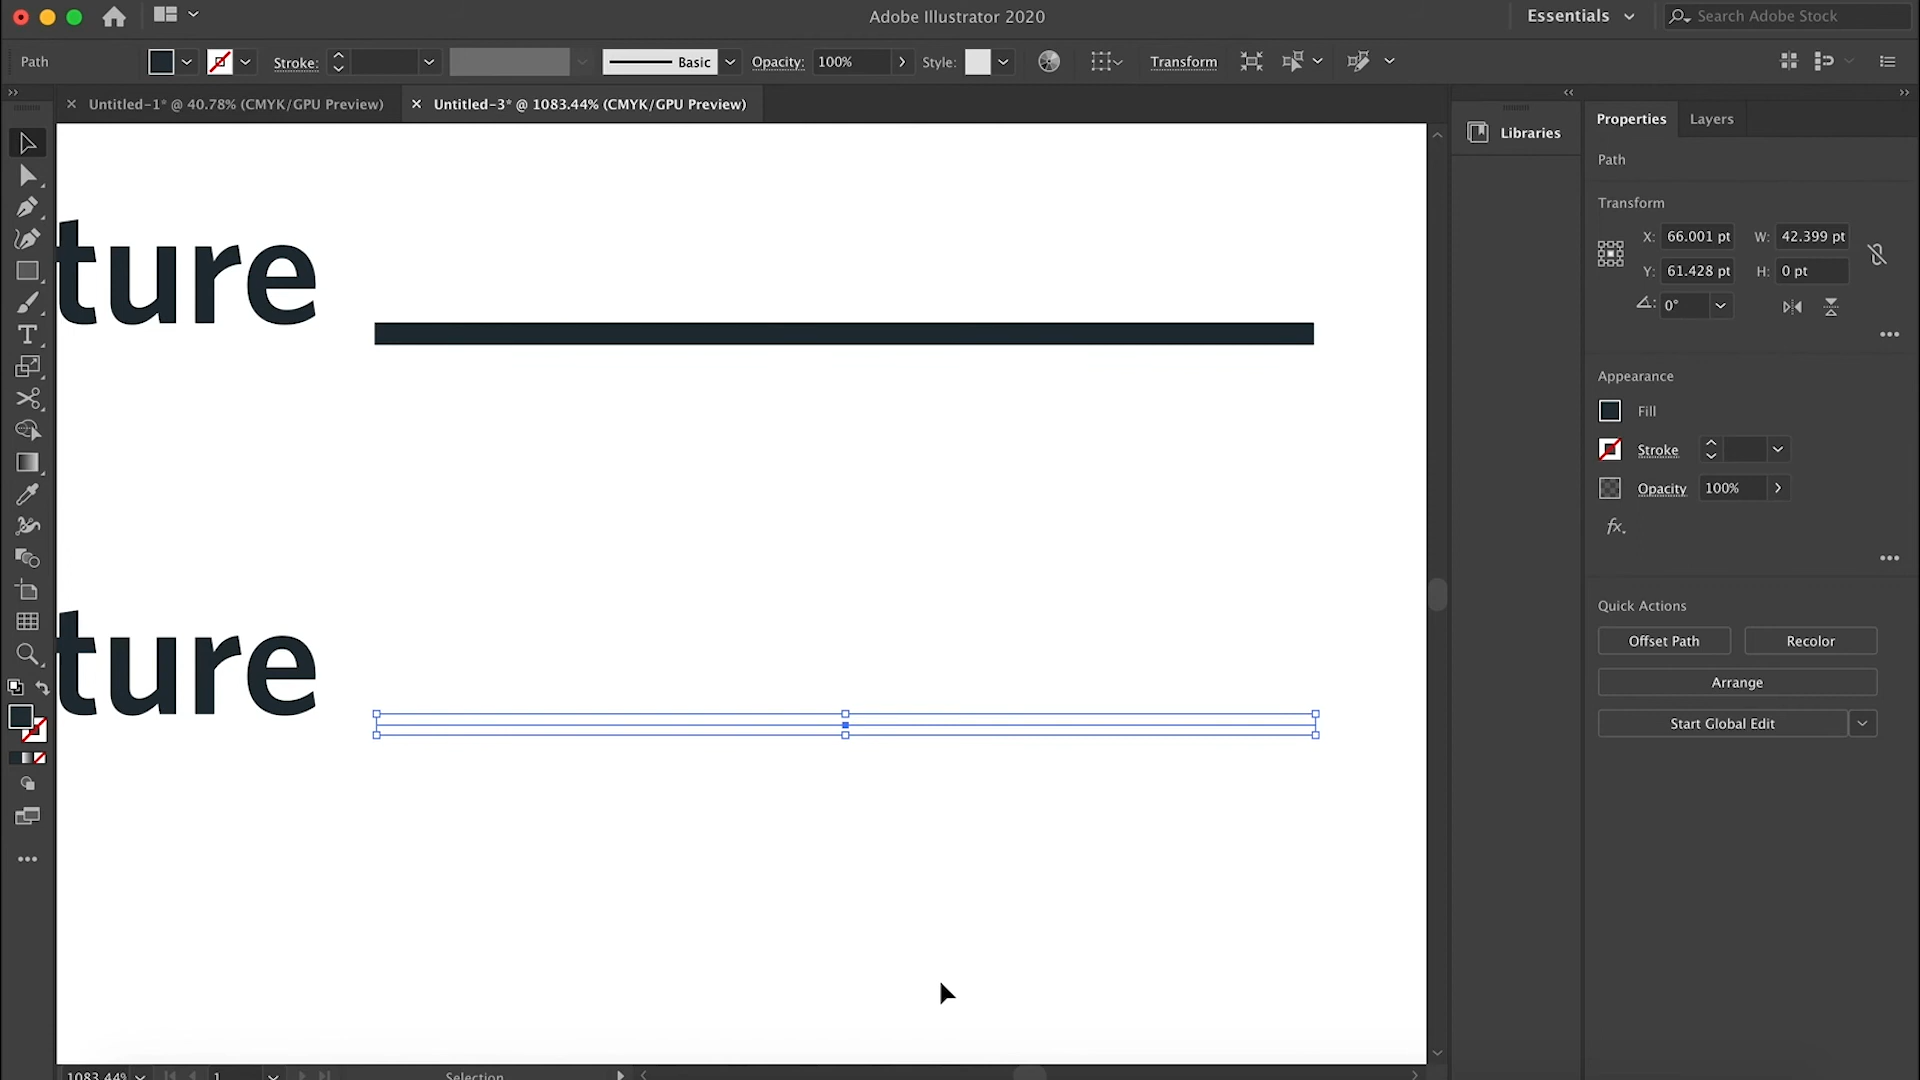 Adobe Illustrator 2020
Essentials
Search Adobe Stock
Path
Stroke:
Basic
Opacity: 100%
Style:
Transform
Untitled-1* @ 40.78% (CMYK/GPU Preview)
Untitled-3* @ 1083.44% (CMYK/GPU Preview)
Libraries
Properties
Layers
Path
Transform
X: 66.001 pt W: 42.399 pt
Y: 61.428 pt H: 0 pt
0°
Appearance
Fill
Stroke
Opacity 100%
fx.
Quick Actions
Offset Path
Recolor
Arrange
Start Global Edit
ture
ture
1083.44%
1
Selection